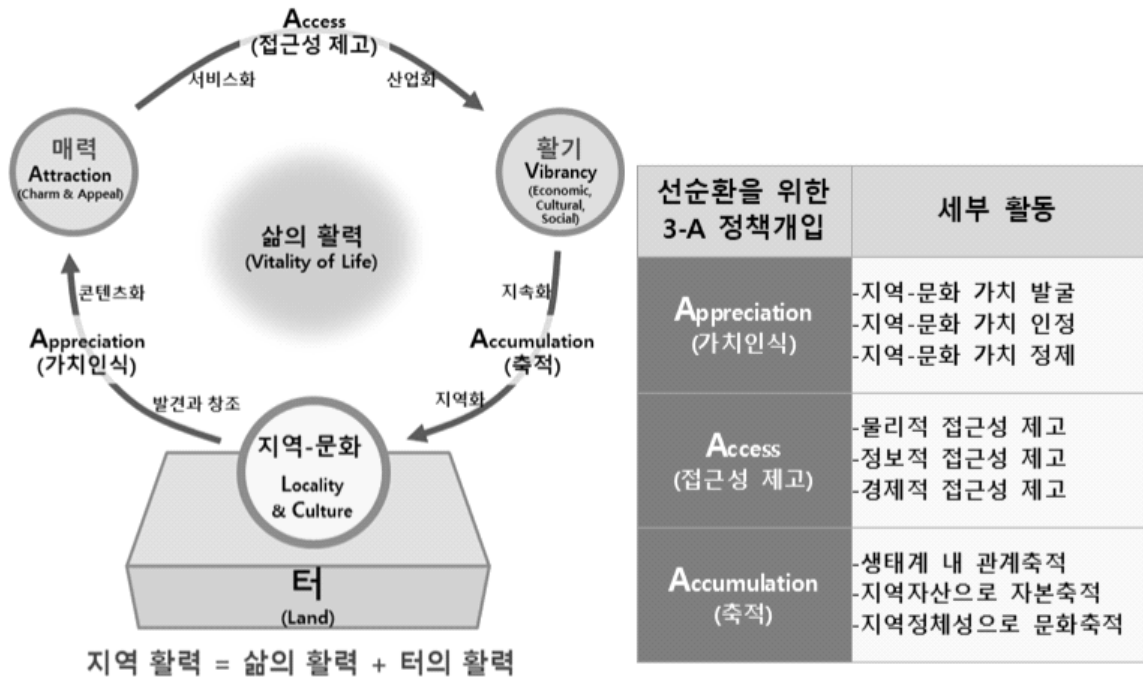 Access
(접근성 제고)
서비스화
산업화
매력
Attraction
(Charm & Appeal)
활기
Vibrancy
(Economic,
Cultural,
Social)
삶의 활력
(Vitality of Life)
콘텐츠화
지속화
Appreciation
(가치인식)
Accumulation
(축적)
발견과 창조
지역화
지역-문화
Locality
& Culture
터
(Land)
지역 활력 = 삶의 활력 + 터의 활력
선순환을 위한
3-A 정책개입
세부 활동
Appreciation
(가치인식)
-지역-문화 가치 발굴
-지역-문화 가치 인정
-지역-문화 가치 정제
Access
(접근성 제고)
-물리적 접근성 제고
-정보적 접근성 제고
-경제적 접근성 제고
Accumulation
(축적)
-생태계 내 관계축적
-지역자산으로 자본축적
-지역정체성으로 문화축적